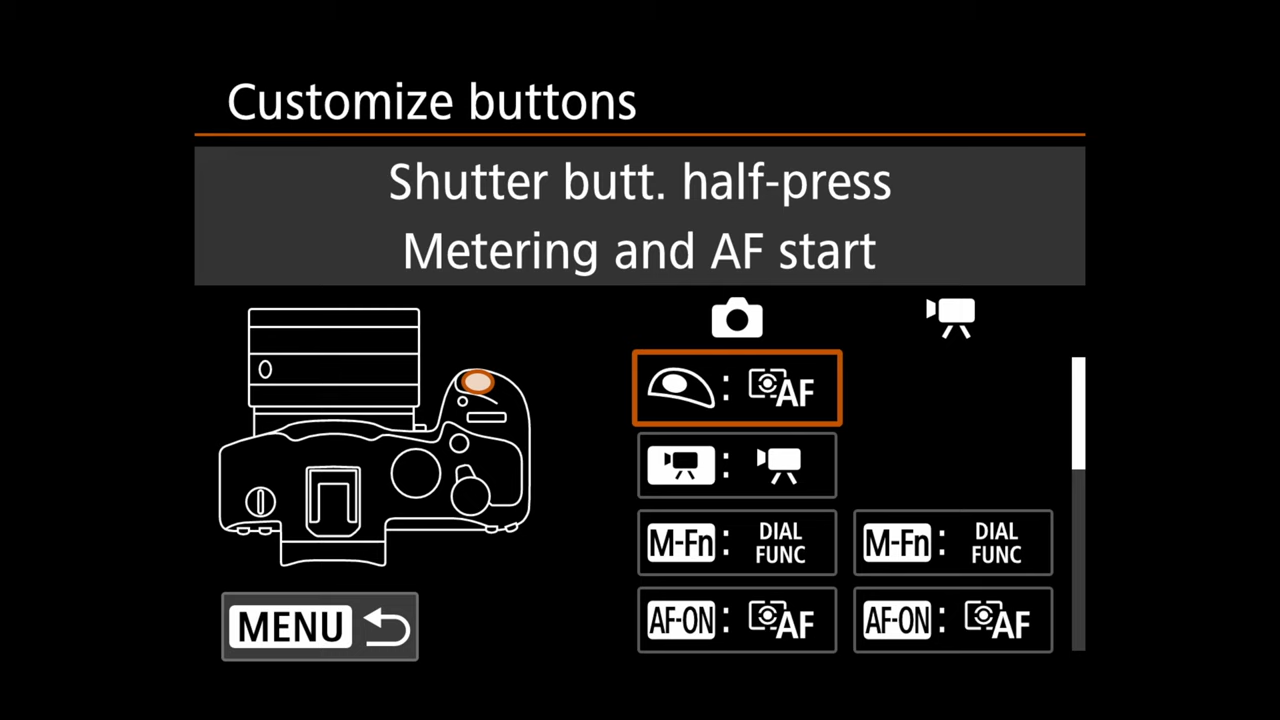 Customize buttons
Shutter butt. half-press
Metering and AF start
: AF
:
M-Fn : DIAL FUNC M-Fn : DIAL FUNC
AF-ON : AF AF-ON : AF
MENU